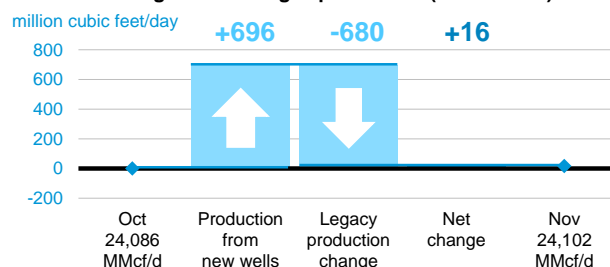 million cubic feet/day
+696 -680 +16
800
600
400
200
0
-200
Oct
24,086
MMcf/d
Production
from
new wells
Legacy
production
change
Net
change
Nov
24,102
MMcf/d